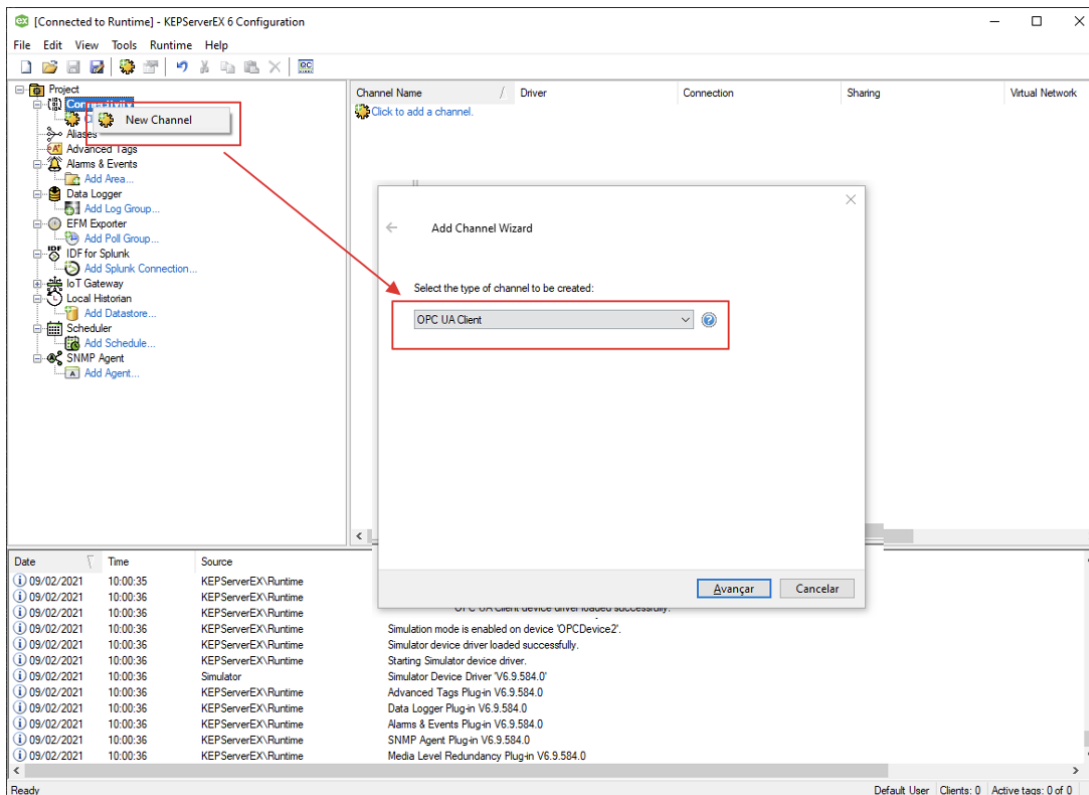 [Connected to Runtime] - KEPServerEX 6 Configuration
File Edit View Tools Runtime Help
Project
Connectivity
New Channel
Aliases
Advanced Tags
Alarms & Events
Add Area...
Data Logger
Add Log Group...
EFM Exporter
Add Poll Group...
IDF for Splunk
Add Splunk Connection...
IoT Gateway
Local Historian
Add Datastore...
Scheduler
Add Schedule...
SNMP Agent
Add Agent...
Channel Name Driver Connection Sharing Virtual Network
Click to add a channel.
Add Channel Wizard
Select the type of channel to be created:
OPC UA Client
Avançar Cancelar
Date Time Source
09/02/2021 10:00:35 KEPServerEX\Runtime
09/02/2021 10:00:36 KEPServerEX\Runtime
09/02/2021 10:00:36 KEPServerEX\Runtime OPC UA Client device driver loaded successfully.
09/02/2021 10:00:36 KEPServerEX\Runtime Simulation mode is enabled on device 'OPCDevice2'.
09/02/2021 10:00:36 KEPServerEX\Runtime Simulator device driver loaded successfully.
09/02/2021 10:00:36 KEPServerEX\Runtime Starting Simulator device driver.
09/02/2021 10:00:36 Simulator Simulator Device Driver 'V6.9.584.0'
09/02/2021 10:00:36 KEPServerEX\Runtime Advanced Tags Plug-in V6.9.584.0
09/02/2021 10:00:36 KEPServerEX\Runtime Data Logger Plug-in V6.9.584.0
09/02/2021 10:00:36 KEPServerEX\Runtime Alarms & Events Plug-in V6.9.584.0
09/02/2021 10:00:36 KEPServerEX\Runtime SNMP Agent Plug-in V6.9.584.0
09/02/2021 10:00:36 KEPServerEX\Runtime Media Level Redundancy Plug-in V6.9.584.0
Ready Default User Clients: 0 Active tags: 0 of 0